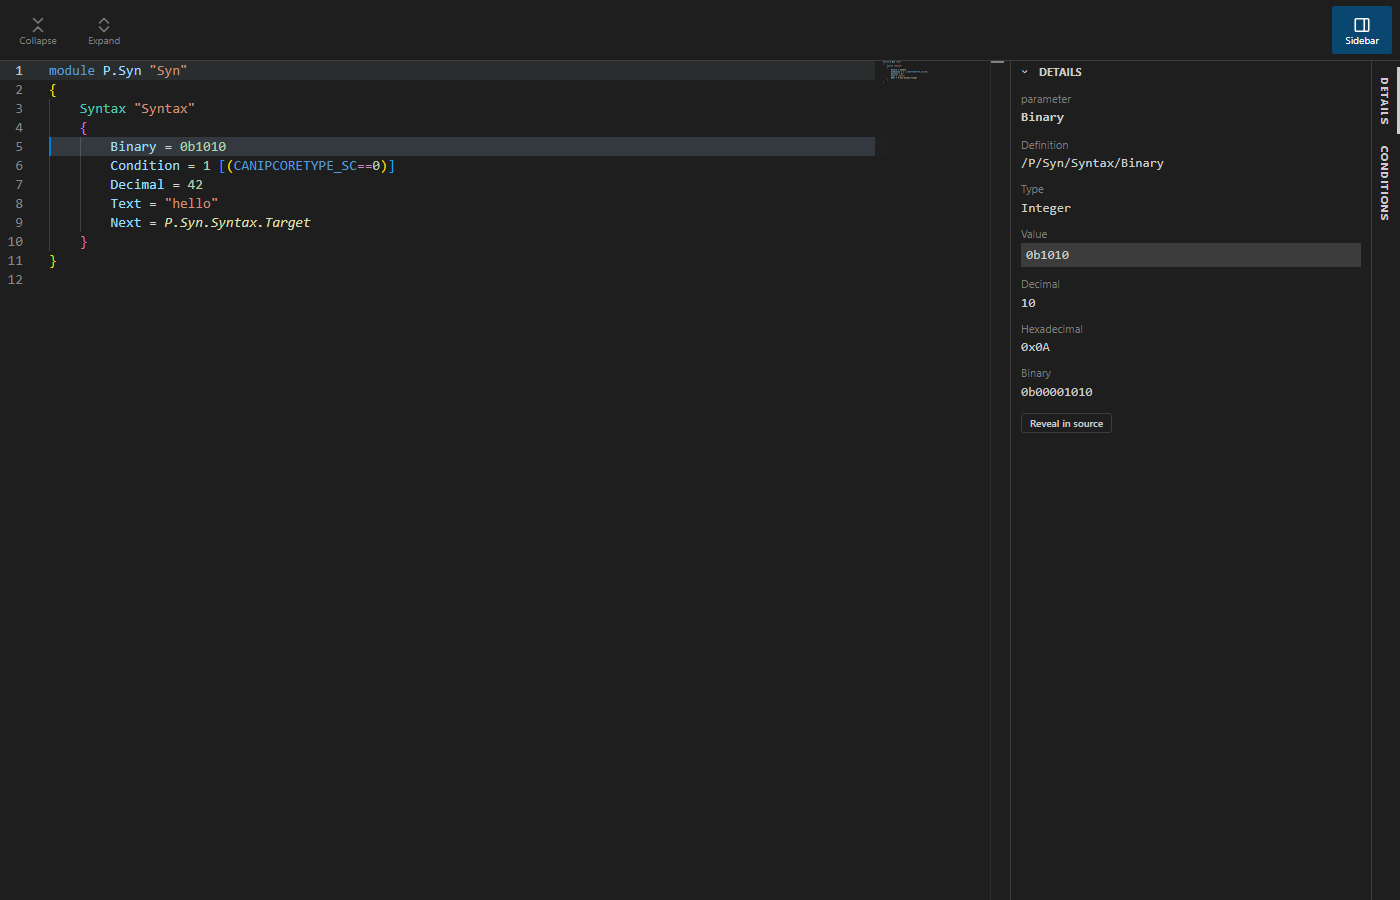 Collapse
Expand
Sidebar
1 module P.Syn "Syn"
2 {
3 Syntax "Syntax"
4 {
5 Binary = 0b1010
6 Condition = 1 [(CANIPCORETYPE_SC==0)]
7 Decimal = 42
8 Text = "hello"
9 Next = P.Syn.Syntax.Target
10 }
11 }
12
DETAILS
parameter
Binary
Definition
/P/Syn/Syntax/Binary
Type
Integer
Value
0b1010
Decimal
10
Hexadecimal
0x0A
Binary
0b00001010
Reveal in source
DETAILS
CONDITIONS